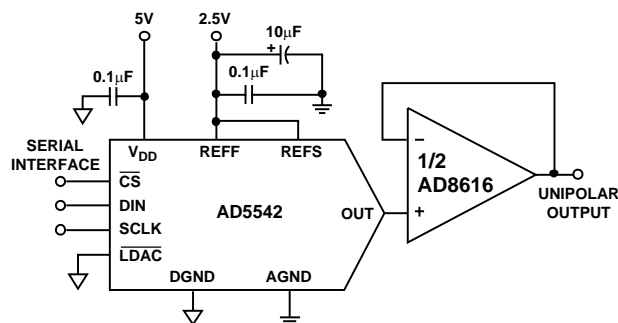 5V
2.5V
10µF
+
0.1µF
0.1µF
SERIAL
INTERFACE
VDD
REFF
REFS
CS
DIN
SCLK
LDAC
AD5542
OUT
DGND
AGND
−
+
1/2
AD8616
UNIPOLAR
OUTPUT